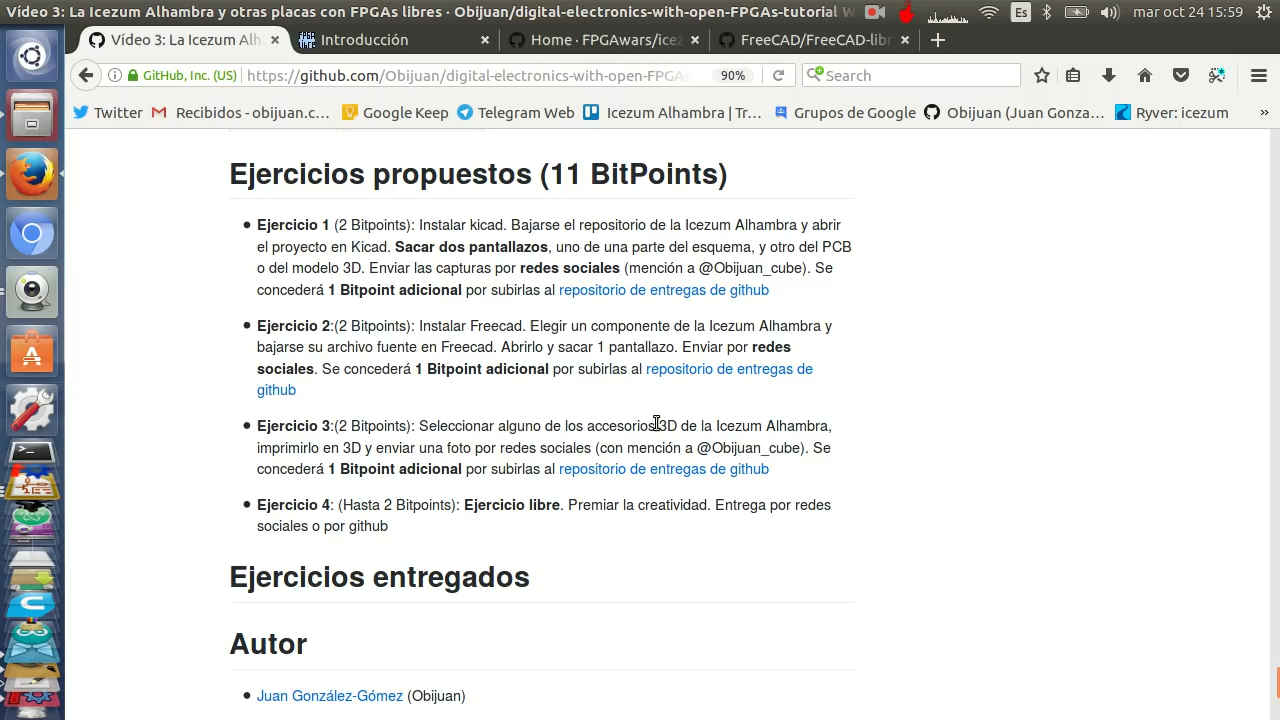 Vídeo 3: La Icezum Alhambra y otras placas con FPGAs libres · Obijuan/digital-electronics-with-open-FPGAs-tutorial W
Es
mar oct 24 15:59
Vídeo 3: La Icezum Alh
Introducción
Home · FPGAwars/icez
FreeCAD/FreeCAD-libr
GitHub, Inc. (US)
https://github.com/Obijuan/digital-electronics-with-open-FPGAs
90%
Search
Twitter
Recibidos - obijuan.c...
Google Keep
Telegram Web
Icezum Alhambra | Tr...
Grupos de Google
Obijuan (Juan Gonza...
Ryver: icezum
»
Ejercicios propuestos (11 BitPoints)
Ejercicio 1 (2 Bitpoints): Instalar kicad. Bajarse el repositorio de la Icezum Alhambra y abrir
el proyecto en Kicad. Sacar dos pantallazos, uno de una parte del esquema, y otro del PCB
o del modelo 3D. Enviar las capturas por redes sociales (mención a @Obijuan_cube). Se
concederá 1 Bitpoint adicional por subirlas al repositorio de entregas de github
Ejercicio 2:(2 Bitpoints): Instalar Freecad. Elegir un componente de la Icezum Alhambra y
bajarse su archivo fuente en Freecad. Abrirlo y sacar 1 pantallazo. Enviar por redes
sociales. Se concederá 1 Bitpoint adicional por subirlas al repositorio de entregas de
github
Ejercicio 3:(2 Bitpoints): Seleccionar alguno de los accesorios 3D de la Icezum Alhambra,
imprimirlo en 3D y enviar una foto por redes sociales (con mención a @Obijuan_cube). Se
concederá 1 Bitpoint adicional por subirlas al repositorio de entregas de github
Ejercicio 4: (Hasta 2 Bitpoints): Ejercicio libre. Premiar la creatividad. Entrega por redes
sociales o por github
Ejercicios entregados
Autor
Juan González-Gómez (Obijuan)